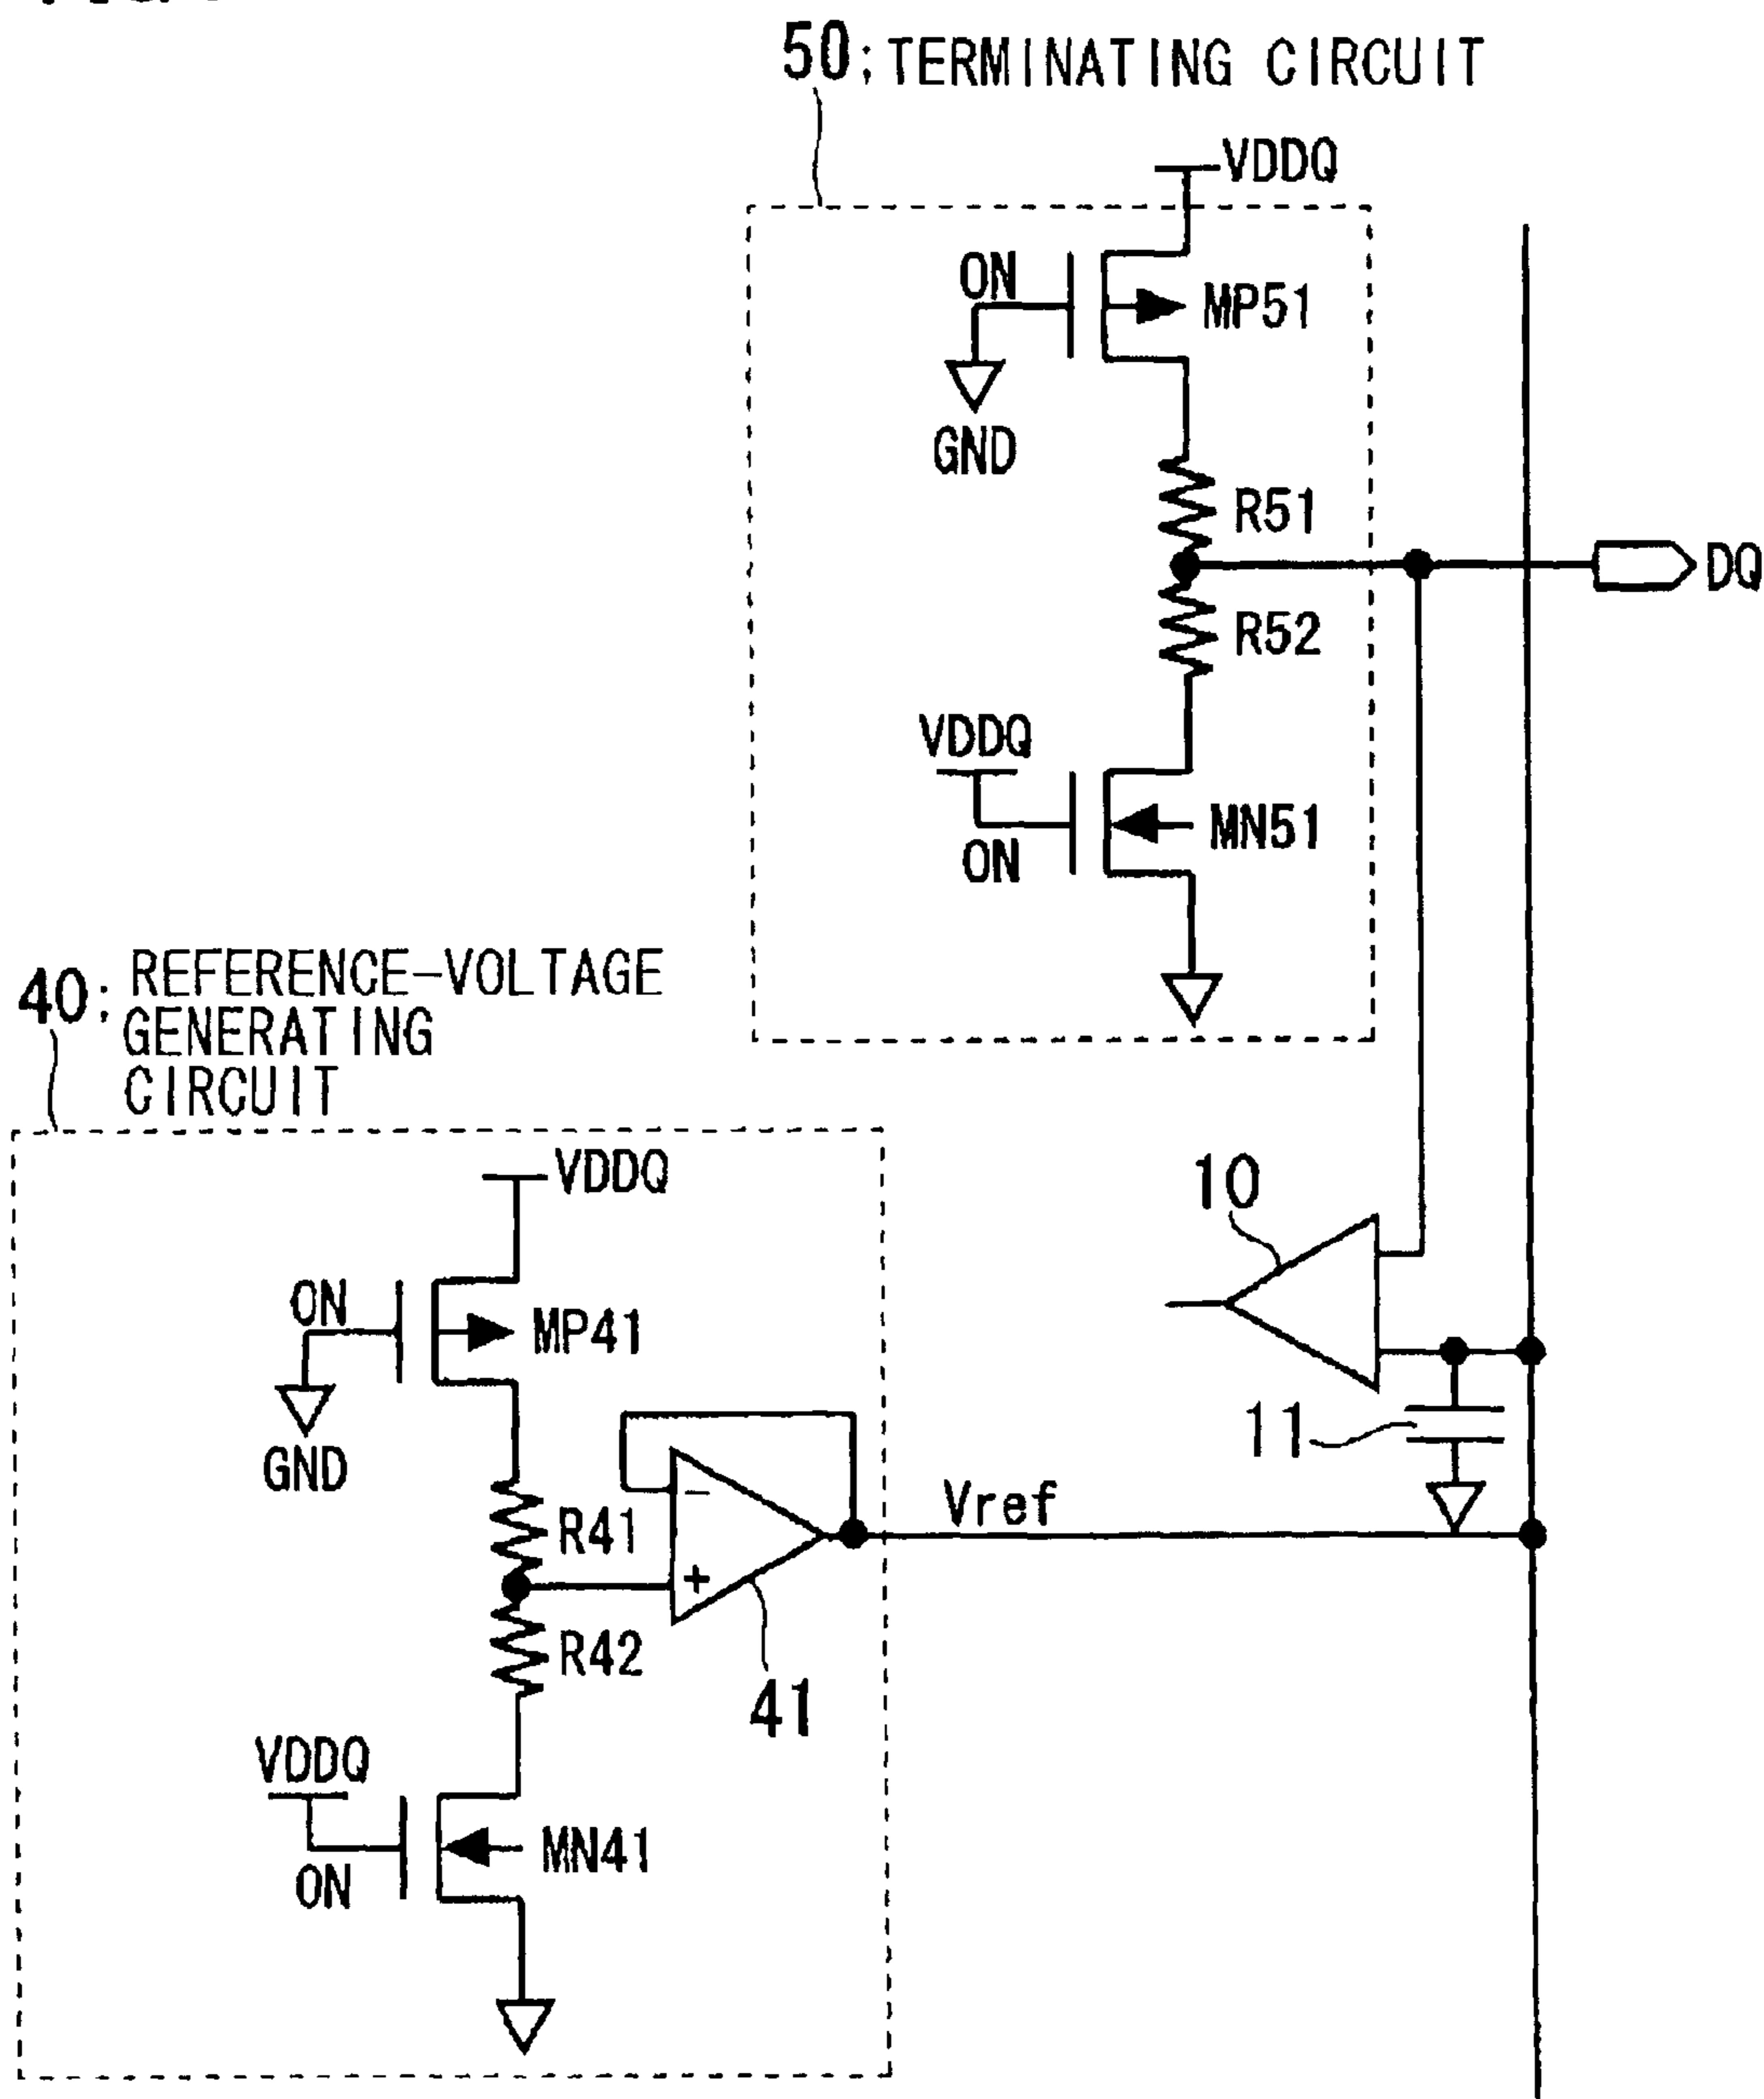 50: TERMINATING CIRCUIT
VDDQ
ON
MP51
GND
R51
DQ
R52
VDDQ
MN51
ON
40: REFERENCE-VOLTAGE
GENERATING
CIRCUIT
VDDQ
10
ON
MP41
11
GND
Vref
R41
-
+
R42
41
VDDQ
MN41
ON